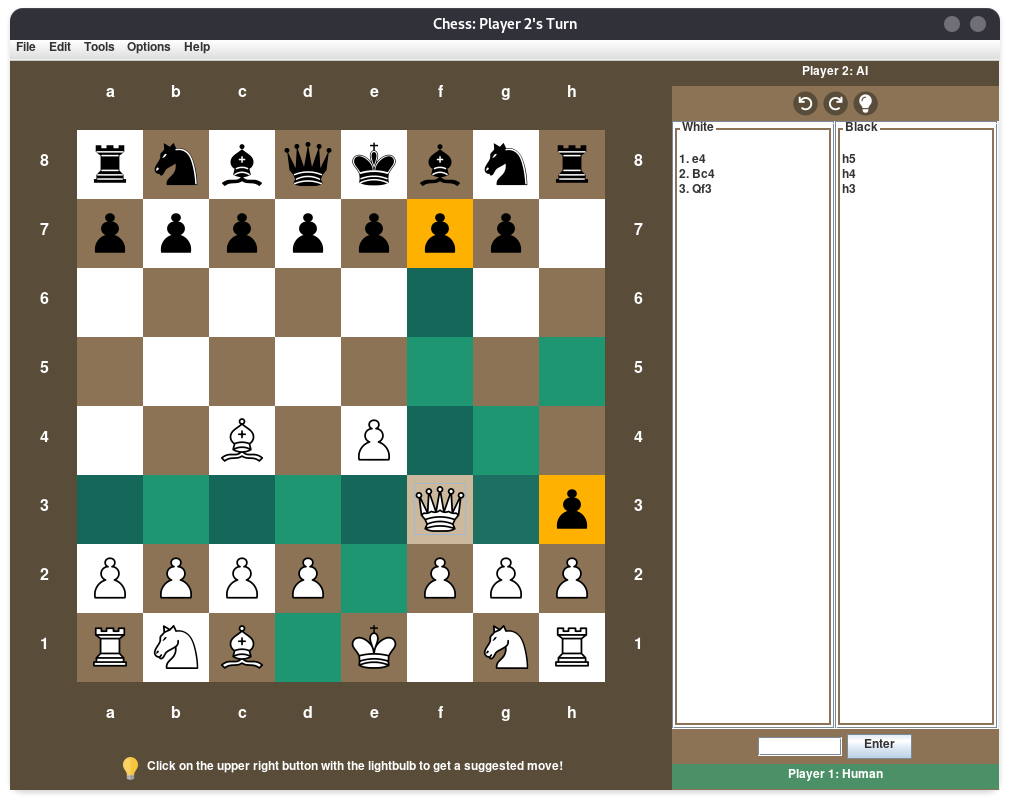 Chess: Player 2's Turn
File Edit Tools Options Help
Player 2: AI
a b c d e f g h
White Black
8 8
1. e4 h5
2. Bc4 h4
3. Qf3 h3
7 7
6 6
5 5
4 4
3 3
2 2
1 1
a b c d e f g h
Enter
Click on the upper right button with the lightbulb to get a suggested move!
Player 1: Human